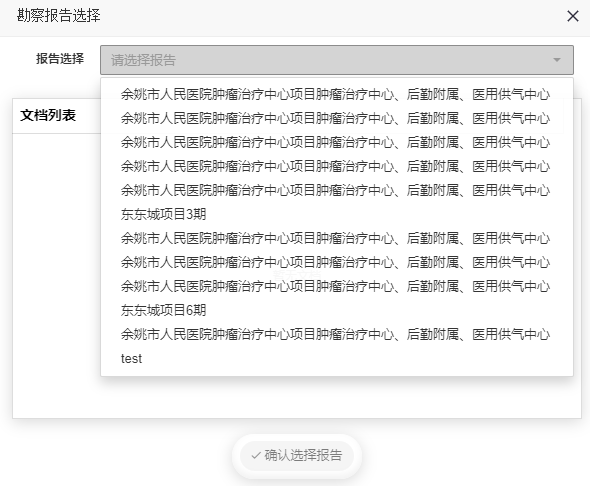 勘察报告选择
报告选择
请选择报告
文档列表
余姚市人民医院肿瘤治疗中心项目肿瘤治疗中心、后勤附属、医用供气中心
余姚市人民医院肿瘤治疗中心项目肿瘤治疗中心、后勤附属、医用供气中心
余姚市人民医院肿瘤治疗中心项目肿瘤治疗中心、后勤附属、医用供气中心
余姚市人民医院肿瘤治疗中心项目肿瘤治疗中心、后勤附属、医用供气中心
余姚市人民医院肿瘤治疗中心项目肿瘤治疗中心、后勤附属、医用供气中心
东东城项目3期
余姚市人民医院肿瘤治疗中心项目肿瘤治疗中心、后勤附属、医用供气中心
余姚市人民医院肿瘤治疗中心项目肿瘤治疗中心、后勤附属、医用供气中心
余姚市人民医院肿瘤治疗中心项目肿瘤治疗中心、后勤附属、医用供气中心
东东城项目6期
余姚市人民医院肿瘤治疗中心项目肿瘤治疗中心、后勤附属、医用供气中心
test
确认选择报告